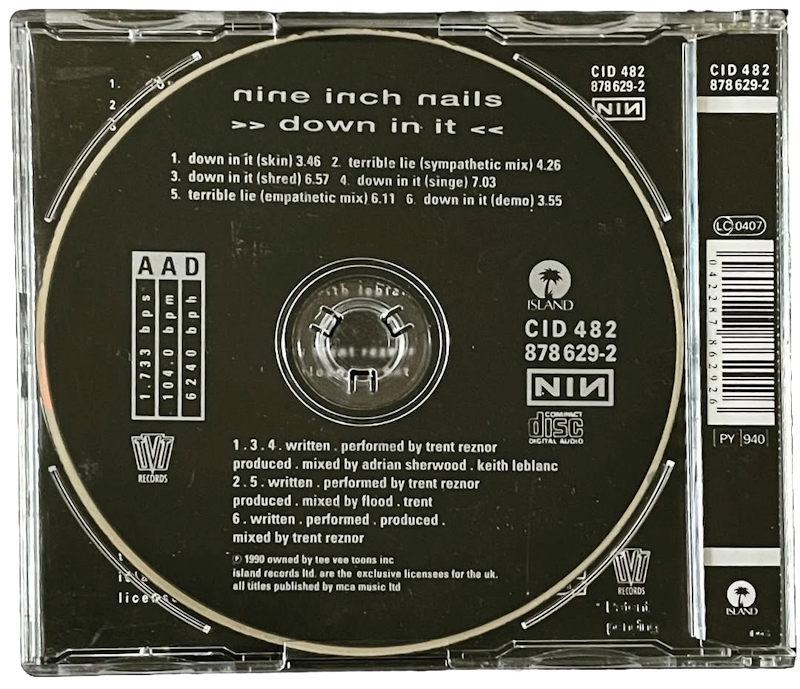 nine inch nails
>> down in it <<
1. down in it (skin) 3.46 2. terrible lie (sympathetic mix) 4.26
3. down in it (shred) 6.57 4. down in it (singe) 7.03
5. terrible lie (empathetic mix) 6.11 6. down in it (demo) 3.55
AAD
1.733 bps
104.0 bpm
6240 bph
TVT
RECORDS
ISLAND
CID 482
878 629-2
NIN
COMPACT
disc
DIGITAL AUDIO
1 . 3 . 4 . written . performed by trent reznor
produced . mixed by adrian sherwood . keith leblanc
2 . 5 . written . performed by trent reznor
produced . mixed by flood . trent
6 . written . performed . produced .
mixed by trent reznor
℗ 1990 owned by tee vee toons inc
island records ltd. are the exclusive licensees for the uk.
all titles published by mca music ltd
1.
2
CID 482
878 629-2
NIN
TVT
RECORDS
Patent
pending
CID 482
878 629-2
LC 0407
042287862926
PY 940
ISLAND